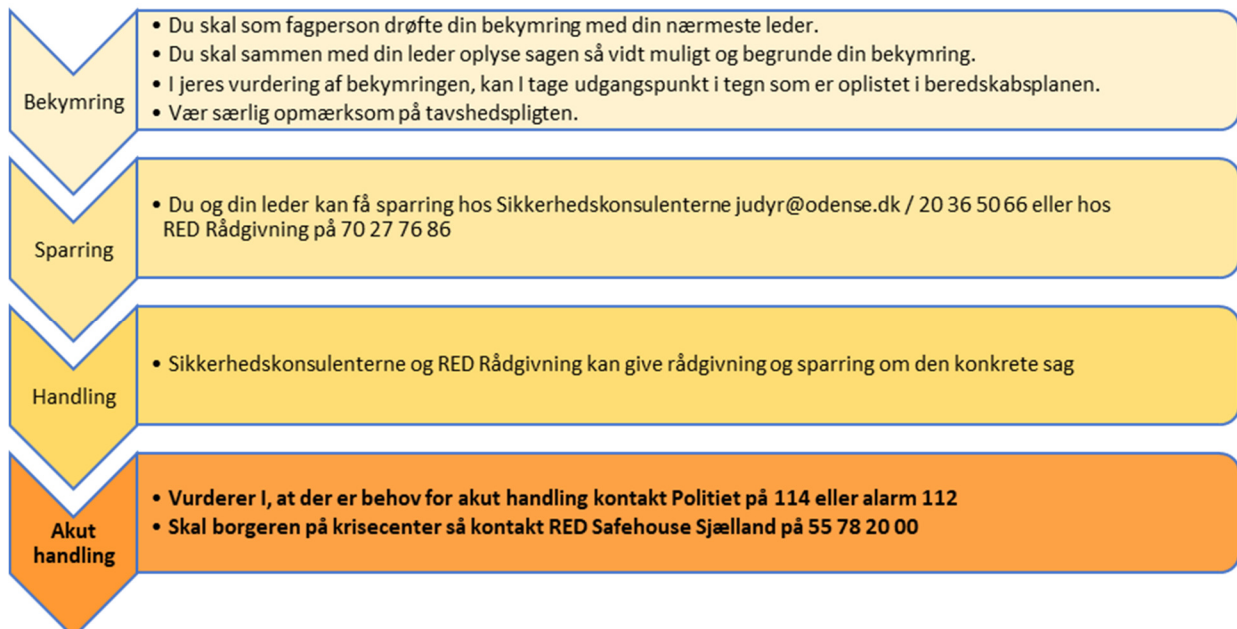 Bekymring
• Du skal som fagperson drøfte din bekymring med din nærmeste leder.
• Du skal sammen med din leder oplyse sagen så vidt muligt og begrunde din bekymring.
• I jeres vurdering af bekymringen, kan I tage udgangspunkt i tegn som er oplistet i beredskabsplanen.
• Vær særlig opmærksom på tavshedspligten.
Sparring
• Du og din leder kan få sparring hos Sikkerhedskonsulenterne judyr@odense.dk / 20 36 50 66 eller hos
RED Rådgivning på 70 27 76 86
Handling
• Sikkerhedskonsulenterne og RED Rådgivning kan give rådgivning og sparring om den konkrete sag
Akut
handling
• Vurderer I, at der er behov for akut handling kontakt Politiet på 114 eller alarm 112
• Skal borgeren på krisecenter så kontakt RED Safehouse Sjælland på 55 78 20 00